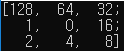 [128, 64, 32;
1, 0, 16;
2, 4, 8]